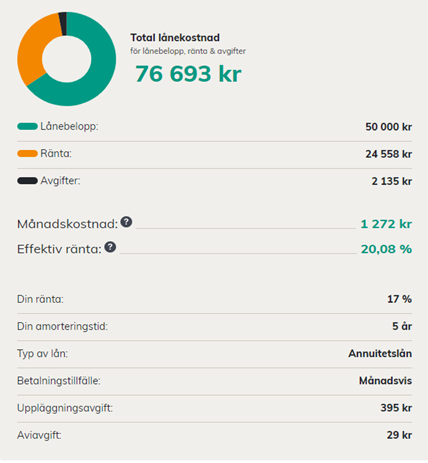 Total lånekostnad
för lånebelopp, ränta & avgifter
76 693 kr
Lånebelopp: 50 000 kr
Ränta: 24 558 kr
Avgifter: 2 135 kr
Månadskostnad: ? 1 272 kr
Effektiv ränta: ? 20,08 %
Din ränta: 17 %
Din amorteringstid: 5 år
Typ av lån: Annuitetslån
Betalningstillfälle: Månadsvis
Uppläggningsavgift: 395 kr
Aviavgift: 29 kr